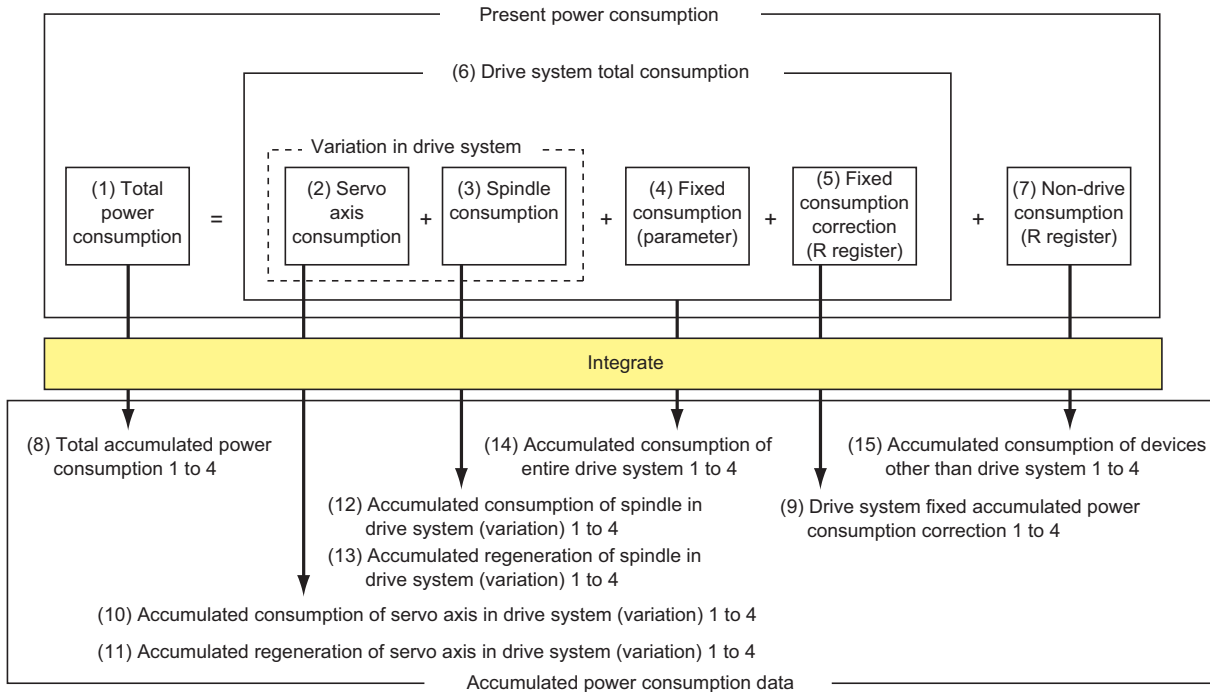 Present power consumption
(6) Drive system total consumption
Variation in drive system
(1) Total
power
consumption
=
(2) Servo
axis
consumption
+
(3) Spindle
consumption
+
(4) Fixed
consumption
(parameter)
+
(5) Fixed
consumption
correction
(R register)
+
(7) Non-drive
consumption
(R register)
Integrate
(8) Total accumulated power
consumption 1 to 4
(14) Accumulated consumption of
entire drive system 1 to 4
(15) Accumulated consumption of devices
other than drive system 1 to 4
(12) Accumulated consumption of spindle in
drive system (variation) 1 to 4
(9) Drive system fixed accumulated power
consumption correction 1 to 4
(13) Accumulated regeneration of spindle in
drive system (variation) 1 to 4
(10) Accumulated consumption of servo axis in drive system (variation) 1 to 4
(11) Accumulated regeneration of servo axis in drive system (variation) 1 to 4
Accumulated power consumption data